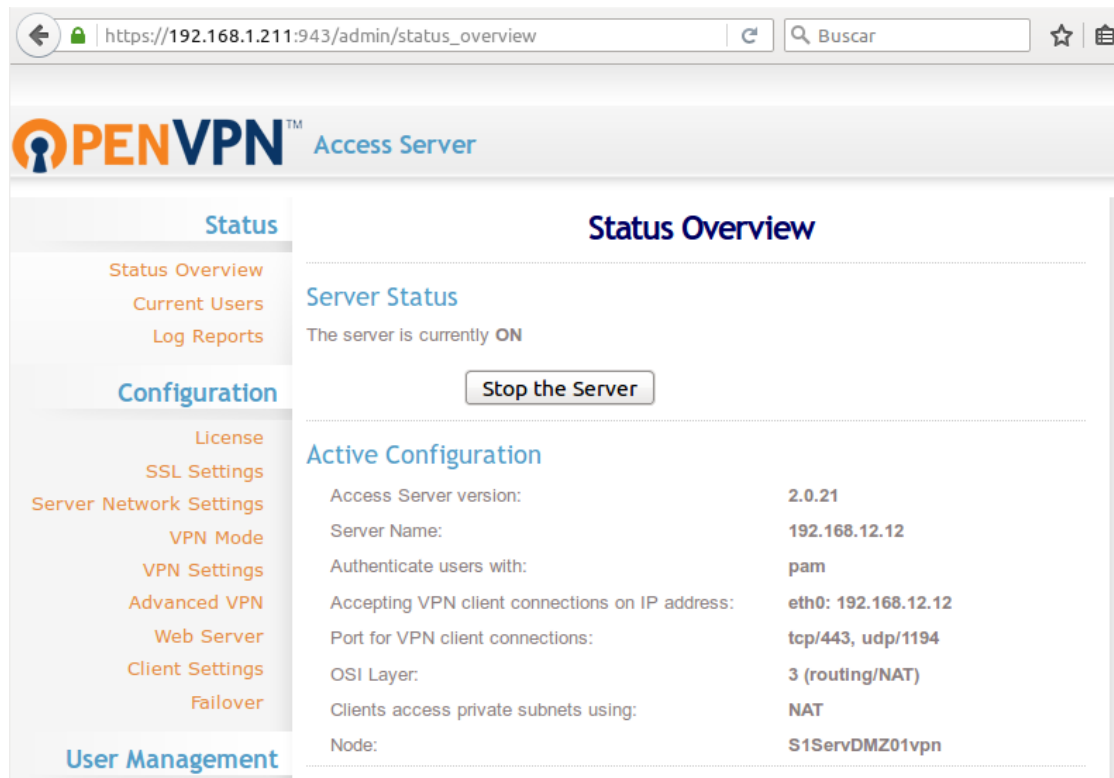 https://192.168.1.211:943/admin/status_overview
Buscar
OPENVPN™ Access Server
Status
Status Overview
Current Users
Log Reports
Configuration
License
SSL Settings
Server Network Settings
VPN Mode
VPN Settings
Advanced VPN
Web Server
Client Settings
Failover
User Management
Status Overview
Server Status
The server is currently ON
Stop the Server
Active Configuration
Access Server version: 2.0.21
Server Name: 192.168.12.12
Authenticate users with: pam
Accepting VPN client connections on IP address: eth0: 192.168.12.12
Port for VPN client connections: tcp/443, udp/1194
OSI Layer: 3 (routing/NAT)
Clients access private subnets using: NAT
Node: S1ServDMZ01vpn